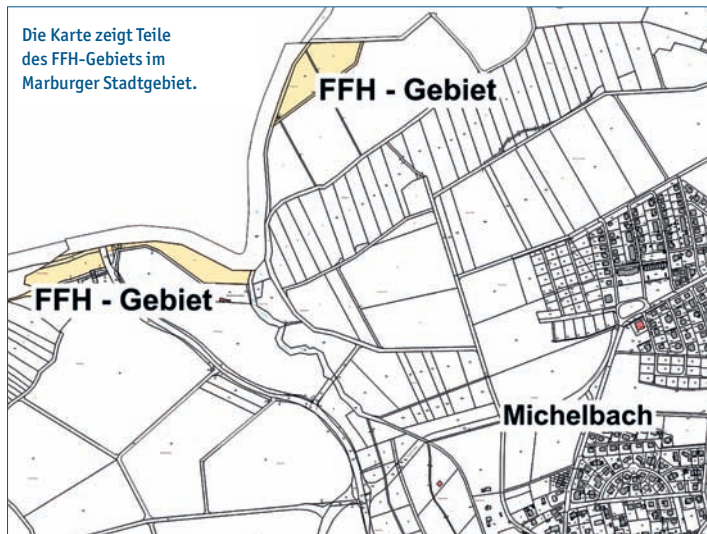 Die Karte zeigt Teile
des FFH-Gebiets im
Marburger Stadtgebiet.
FFH - Gebiet
FFH - Gebiet
Michelbach